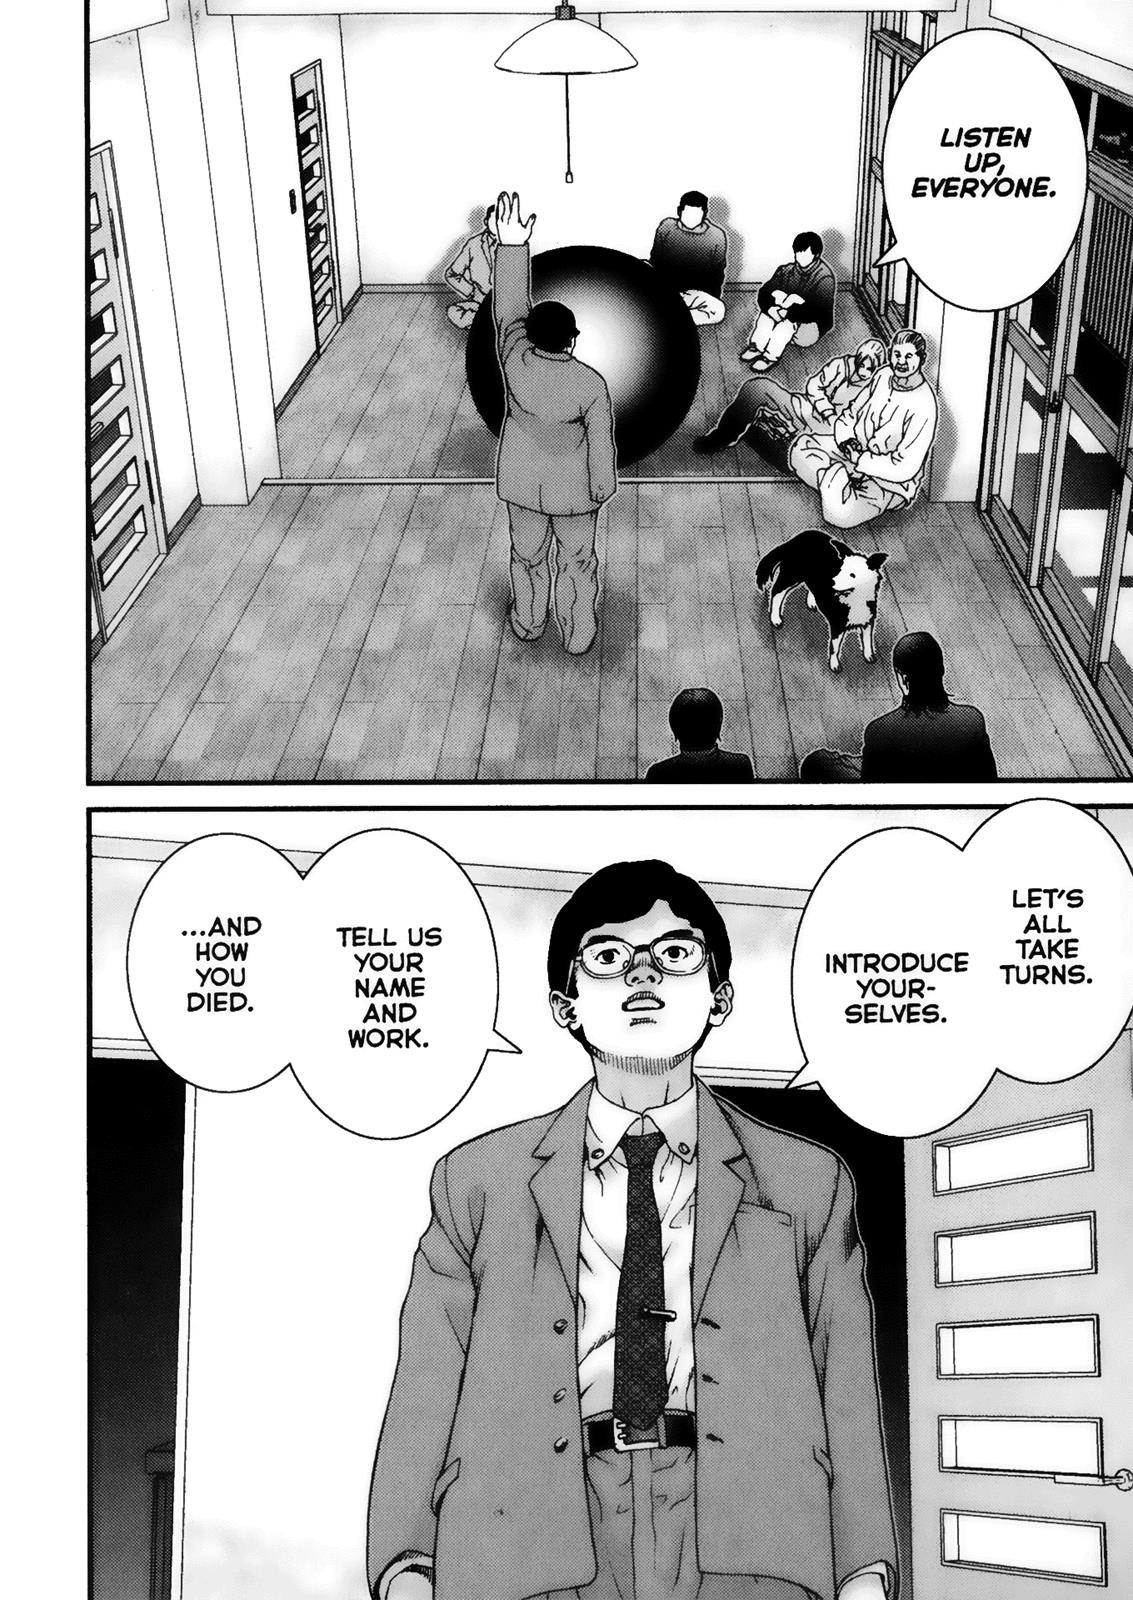 LISTEN
UP,
EVERYONE.
LET'S
ALL
TAKE
TURNS.
INTRODUCE
YOUR-
SELVES.
TELL US
YOUR
NAME
AND
WORK.
...AND
HOW
YOU
DIED.